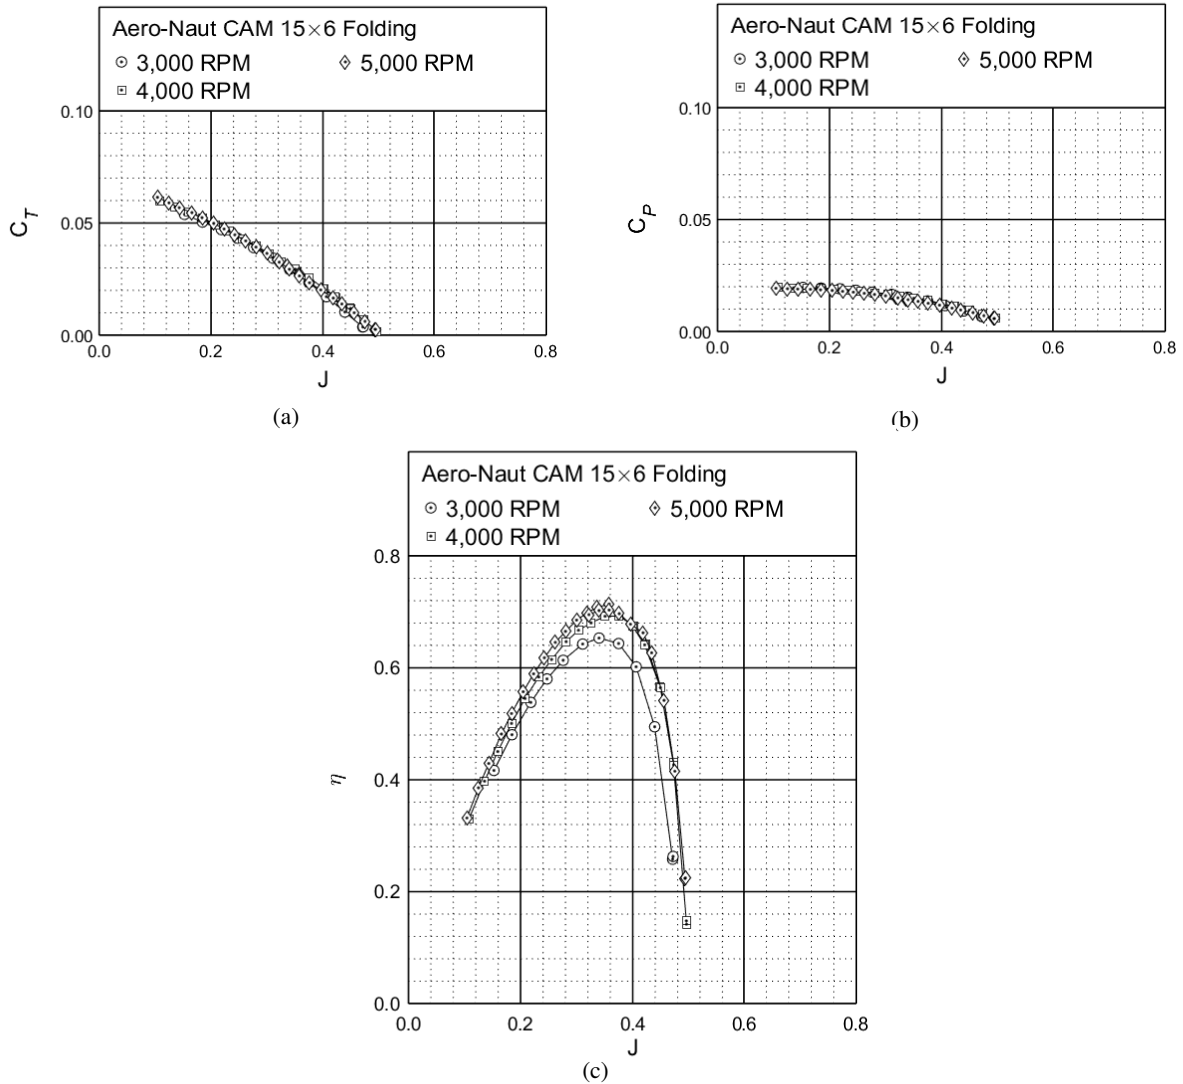 Aero-Naut CAM 15×6 Folding
3,000 RPM 5,000 RPM
4,000 RPM
0.10
0.05
0.00
C_T
0.0 0.2 0.4 0.6 0.8
J
(a)
Aero-Naut CAM 15×6 Folding
3,000 RPM 5,000 RPM
4,000 RPM
0.10
0.05
0.00
C_P
0.0 0.2 0.4 0.6 0.8
J
(b)
Aero-Naut CAM 15×6 Folding
3,000 RPM 5,000 RPM
4,000 RPM
0.8
0.6
0.4
0.2
0.0
η
0.0 0.2 0.4 0.6 0.8
J
(c)